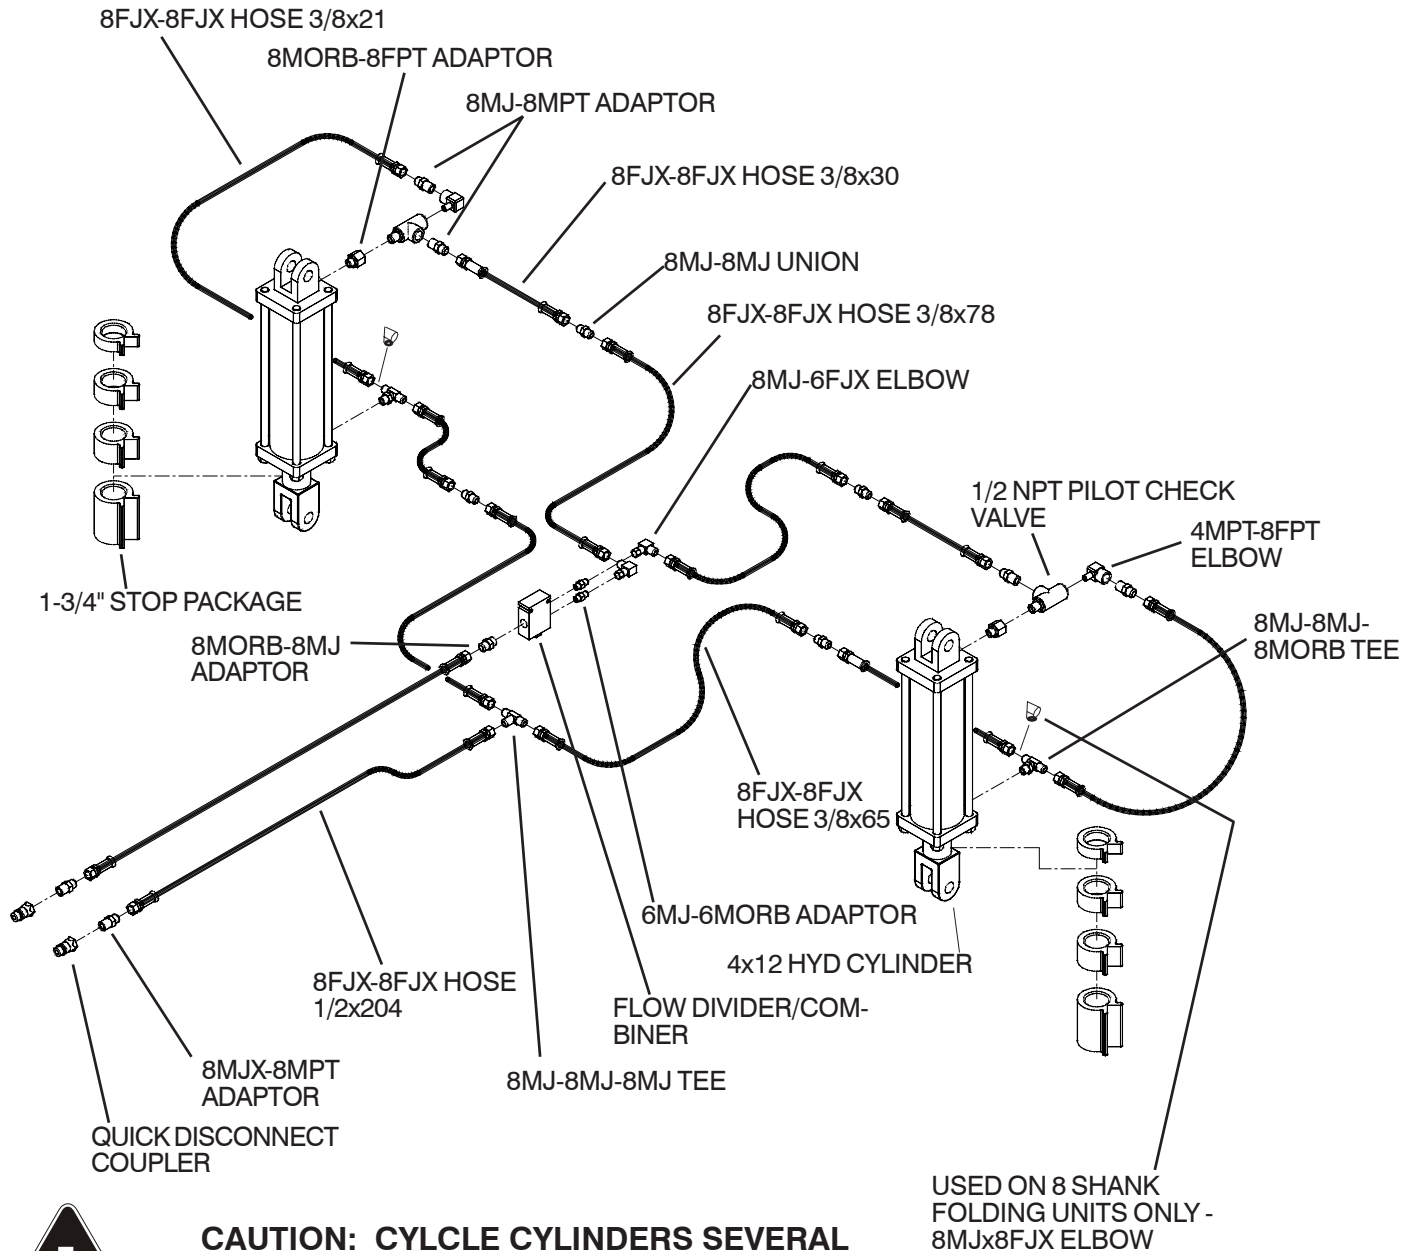 8FJX-8FJX HOSE 3/8x21
8MORB-8FPT ADAPTOR
8MJ-8MPT ADAPTOR
8FJX-8FJX HOSE 3/8x30
8MJ-8MJ UNION
8FJX-8FJX HOSE 3/8x78
8MJ-6FJX ELBOW
1/2 NPT PILOT CHECK
VALVE
4MPT-8FPT
ELBOW
1-3/4" STOP PACKAGE
8MORB-8MJ
ADAPTOR
8MJ-8MJ-
8MORB TEE
8FJX-8FJX
HOSE 3/8x65
6MJ-6MORB ADAPTOR
4x12 HYD CYLINDER
8FJX-8FJX HOSE
1/2x204
FLOW DIVIDER/COM-
BINER
8MJX-8MPT
ADAPTOR
8MJ-8MJ-8MJ TEE
QUICK DISCONNECT
COUPLER
USED ON 8 SHANK
FOLDING UNITS ONLY -
8MJx8FJX ELBOW
CAUTION: CYLCLE CYLINDERS SEVERAL